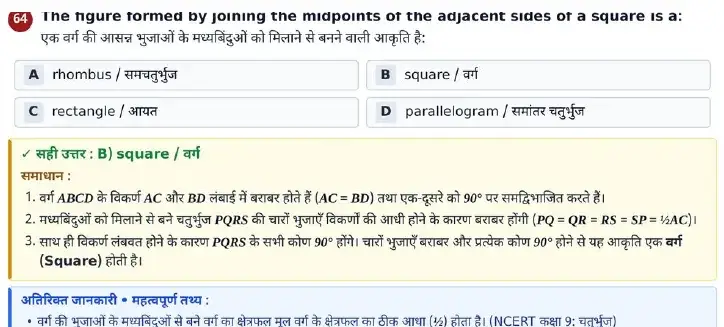 64 The figure formed by joining the midpoints of the adjacent sides of a square is a:
एक वर्ग की आसन्न भुजाओं के मध्यबिंदुओं को मिलाने से बनने वाली आकृति है:
A rhombus / समचतुर्भुज
B square / वर्ग
C rectangle / आयत
D parallelogram / समांतर चतुर्भुज
✓ सही उत्तर : B) square / वर्ग
समाधान :
1. वर्ग ABCD के विकर्ण AC और BD लंबाई में बराबर होते हैं (AC = BD) तथा एक-दूसरे को 90° पर समद्विभाजित करते हैं।
2. मध्यबिंदुओं को मिलाने से बने चतुर्भुज PQRS की चारों भुजाएँ विकर्णों की आधी होने के कारण बराबर होंगी (PQ = QR = RS = SP = ½AC)।
3. साथ ही विकर्ण लंबवत होने के कारण PQRS के सभी कोण 90° होंगे। चारों भुजाएँ बराबर और प्रत्येक कोण 90° होने से यह आकृति एक वर्ग
(Square) होती है।
अतिरिक्त जानकारी • महत्वपूर्ण तथ्य :
• वर्ग की भुजाओं के मध्यबिंदुओं से बने वर्ग का क्षेत्रफल मूल वर्ग के क्षेत्रफल का ठीक आधा (½) होता है। (NCERT कक्षा 9: चतुर्भुज)